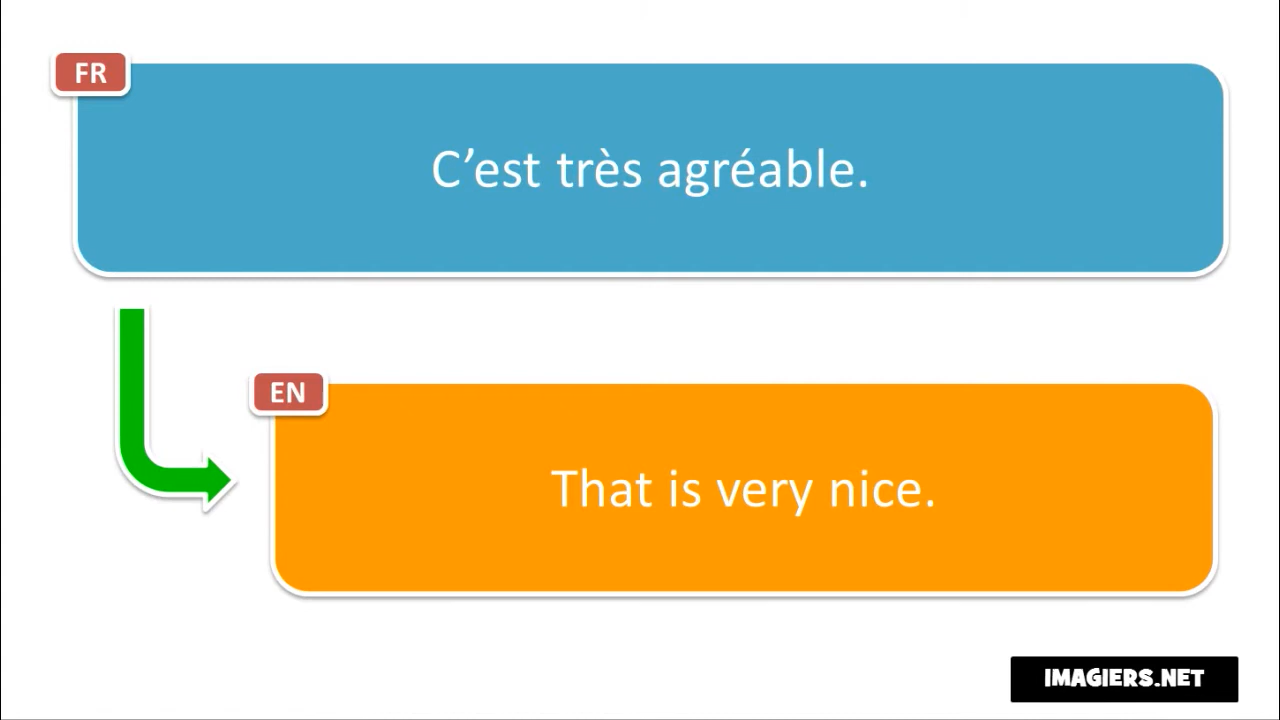 FR
C’est très agréable.
EN
That is very nice.
IMAGIERS.NET